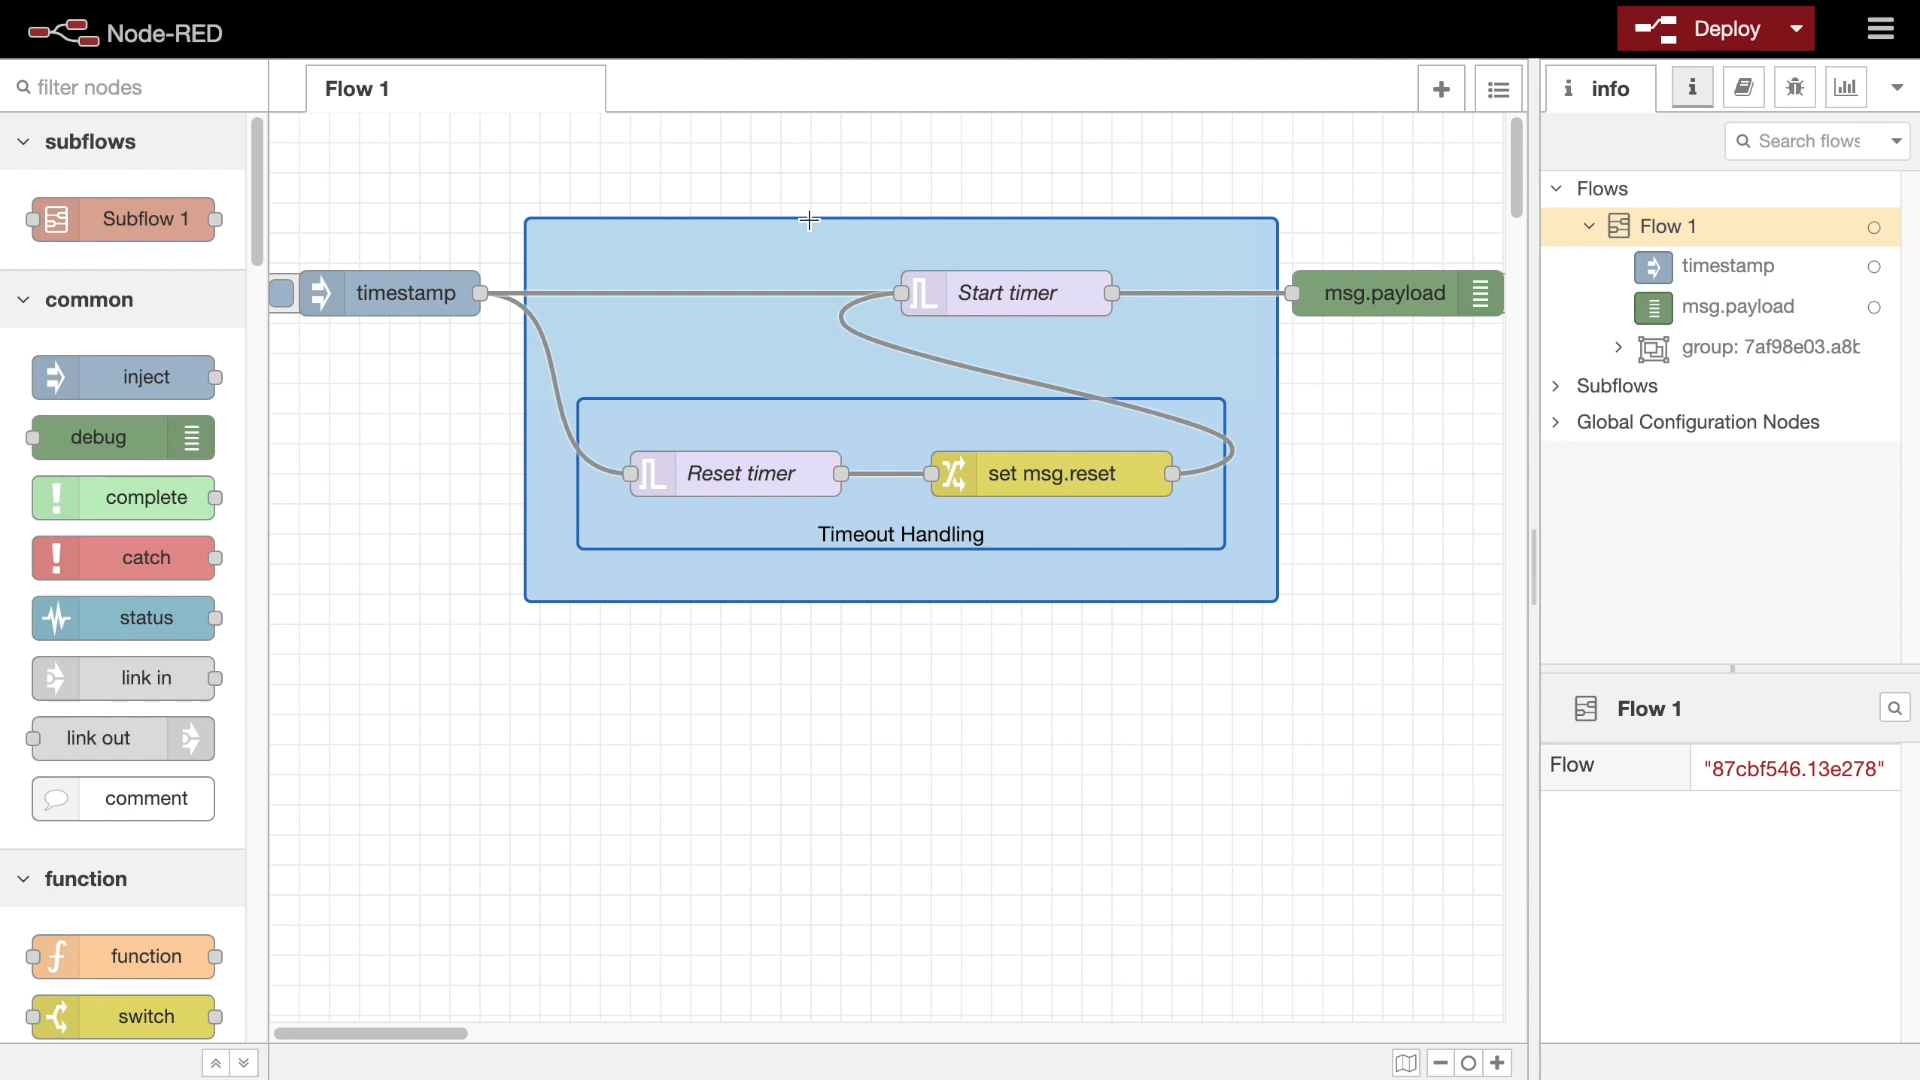 Node-RED
Deploy
filter nodes
Flow 1
i info
i
Search flows
subflows
Subflow 1
common
inject
debug
complete
catch
status
link in
link out
comment
function
function
switch
timestamp
Start timer
msg.payload
Reset timer
set msg.reset
Timeout Handling
Flows
Flow 1
timestamp
msg.payload
group: 7af98e03.a8b
Subflows
Global Configuration Nodes
Flow 1
Flow "87cbf546.13e278"